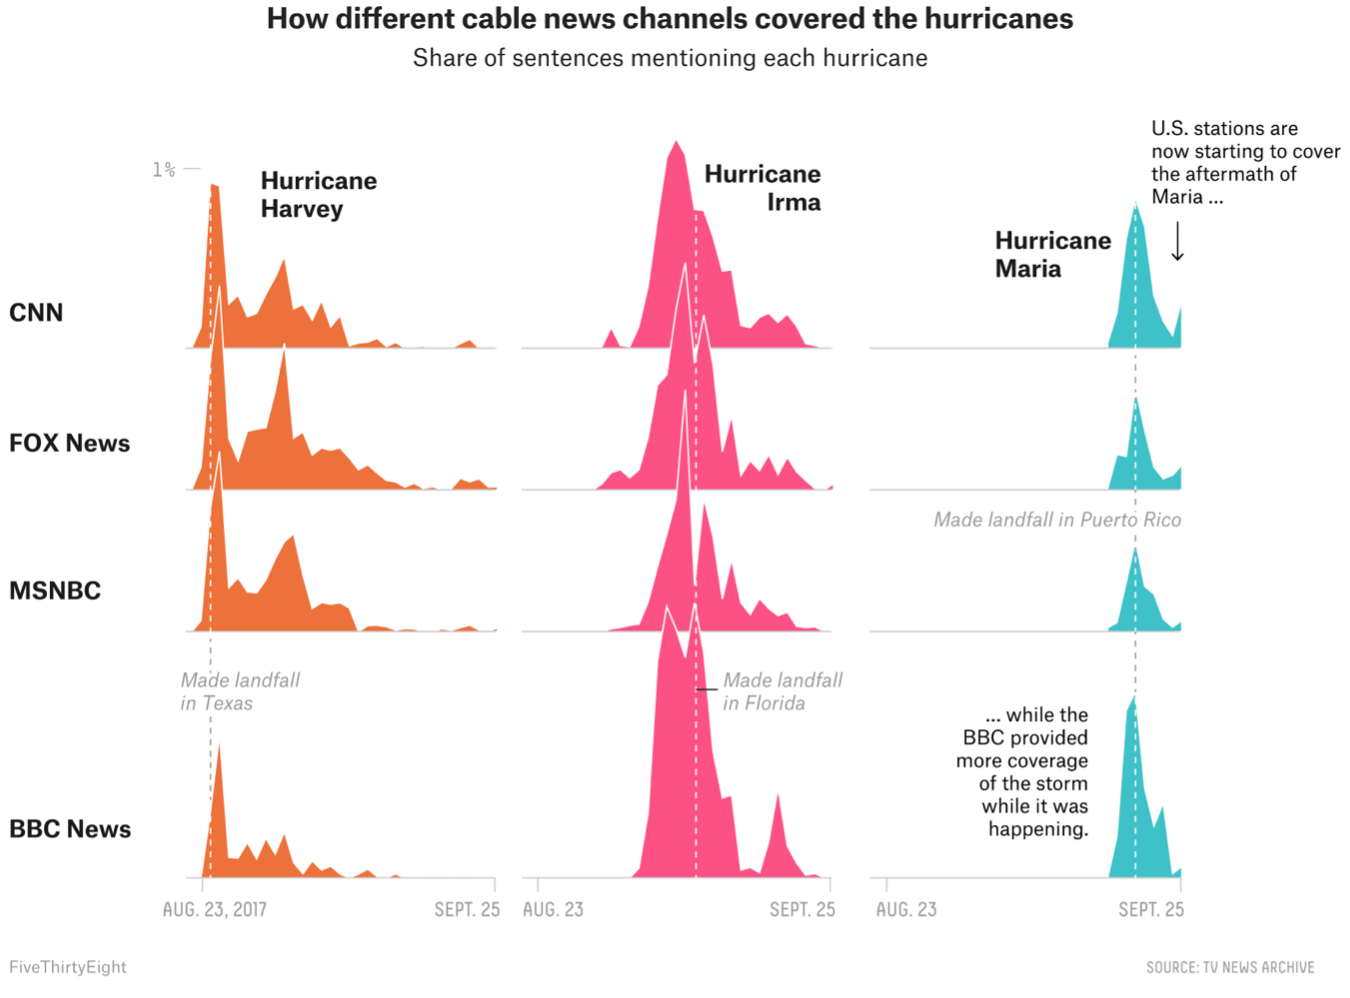 How different cable news channels covered the hurricanes
Share of sentences mentioning each hurricane
U.S. stations are
now starting to cover
the aftermath of
Maria ...
1%
Hurricane
Harvey
Hurricane
Irma
Hurricane
Maria
CNN
FOX News
Made landfall in Puerto Rico
MSNBC
Made landfall
in Texas
Made landfall
in Florida
... while the
BBC provided
more coverage
of the storm
while it was
happening.
BBC News
AUG. 23, 2017
SEPT. 25
AUG. 23
SEPT. 25
AUG. 23
SEPT. 25
FiveThirtyEight
SOURCE: TV NEWS ARCHIVE